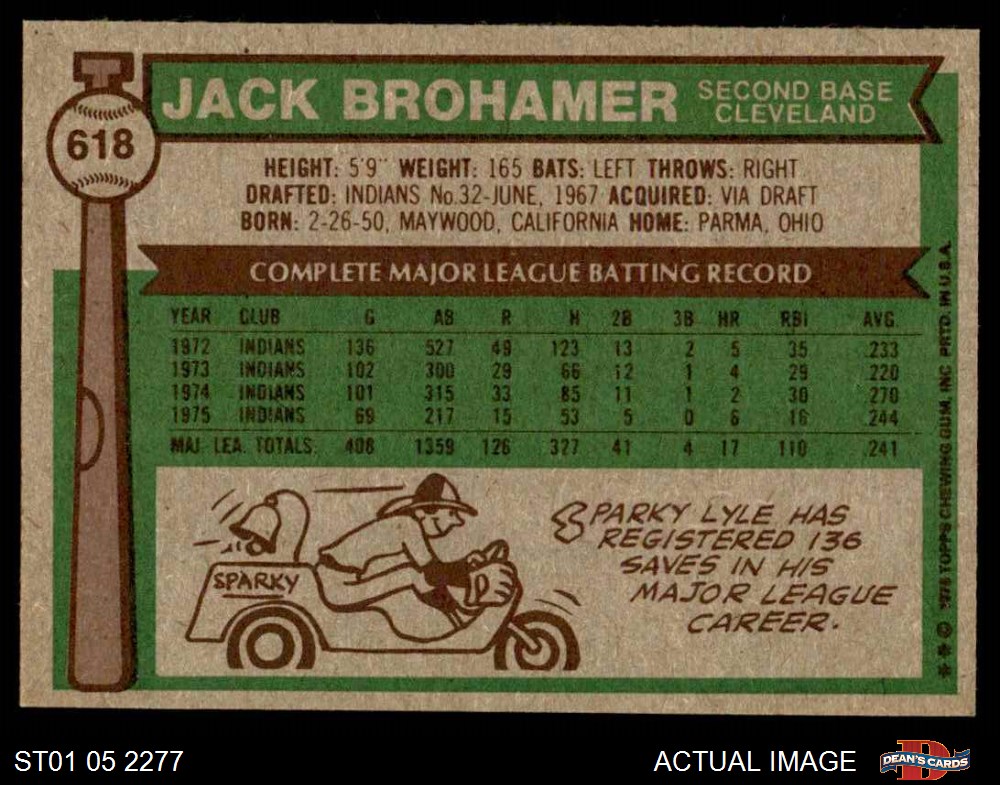 618
JACK BROHAMER
SECOND BASE
CLEVELAND
HEIGHT: 5'9" WEIGHT: 165 BATS: LEFT THROWS: RIGHT
DRAFTED: INDIANS No.32-JUNE, 1967 ACQUIRED: VIA DRAFT
BORN: 2-26-50, MAYWOOD, CALIFORNIA HOME: PARMA, OHIO
COMPLETE MAJOR LEAGUE BATTING RECORD
YEAR CLUB G AB R H 2B 3B HR RBI AVG.
1972 INDIANS 136 527 49 123 13 2 5 35 .233
1973 INDIANS 102 300 29 66 12 1 4 29 .220
1974 INDIANS 101 315 33 85 11 1 2 30 .270
1975 INDIANS 69 217 15 53 5 0 6 16 .244
MAJ. LEA. TOTALS 408 1359 126 327 41 4 17 110 .241
SPARKY
SPARKY LYLE HAS
REGISTERED 136
SAVES IN HIS
MAJOR LEAGUE
CAREER.
** © 1976 TOPPS CHEWING GUM, INC. PRTD. IN U.S.A.
ST01 05 2277
ACTUAL IMAGE
D
DEAN'S CARDS